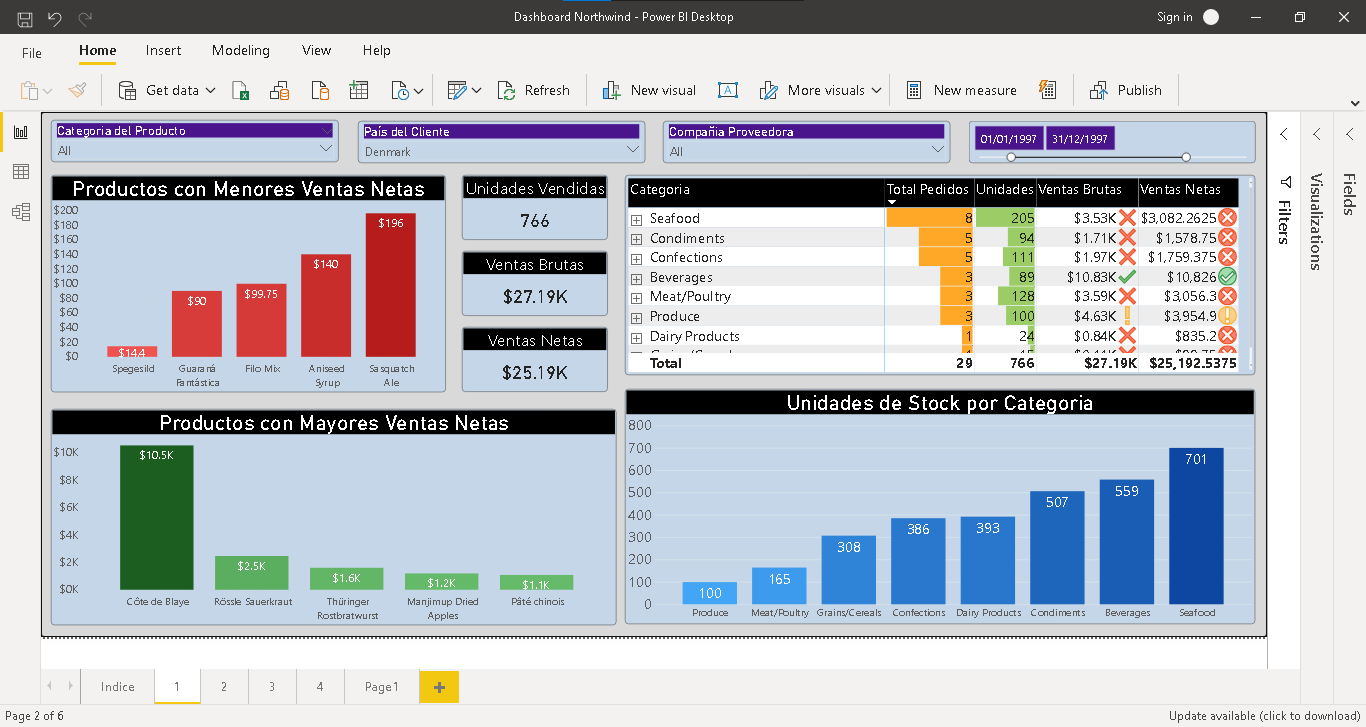 Dashboard Northwind - Power BI Desktop
Sign in
File
Home
Insert
Modeling
View
Help
Get data
Refresh
New visual
More visuals
New measure
Publish
Categoria del Producto
All
País del Cliente
Denmark
Compañia Proveedora
All
01/01/1997
31/12/1997
Productos con Menores Ventas Netas
$200
$180
$160
$140
$120
$100
$80
$60
$40
$20
$0
$14.4
$90
$99.75
$140
$196
Spegesild
Guaraná
Fantástica
Filo Mix
Aniseed
Syrup
Sasquatch
Ale
Unidades Vendidas
766
Ventas Brutas
$27.19K
Ventas Netas
$25.19K
Categoria Total Pedidos Unidades Ventas Brutas Ventas Netas
Seafood 8 205 $3.53K $3,082.2625
Condiments 5 94 $1.71K $1,578.75
Confections 5 111 $1.97K $1,759.375
Beverages 3 89 $10.83K $10,826
Meat/Poultry 3 128 $3.59K $3,056.3
Produce 3 100 $4.63K $3,954.9
Dairy Products 1 24 $0.84K $835.2
Total 29 766 $27.19K $25,192.5375
Productos con Mayores Ventas Netas
$10K
$8K
$6K
$4K
$2K
$0K
$10.5K
$2.5K
$1.6K
$1.2K
$1.1K
Côte de Blaye
Rössle Sauerkraut
Thüringer
Rostbratwurst
Manjimup Dried
Apples
Pâté chinois
Unidades de Stock por Categoria
800
700
600
500
400
300
200
100
0
100
165
308
386
393
507
559
701
Produce
Meat/Poultry
Grains/Cereals
Confections
Dairy Products
Condiments
Beverages
Seafood
Filters
Visualizations
Fields
Indice
1
2
3
4
Page1
Page 2 of 6
Update available (click to download)